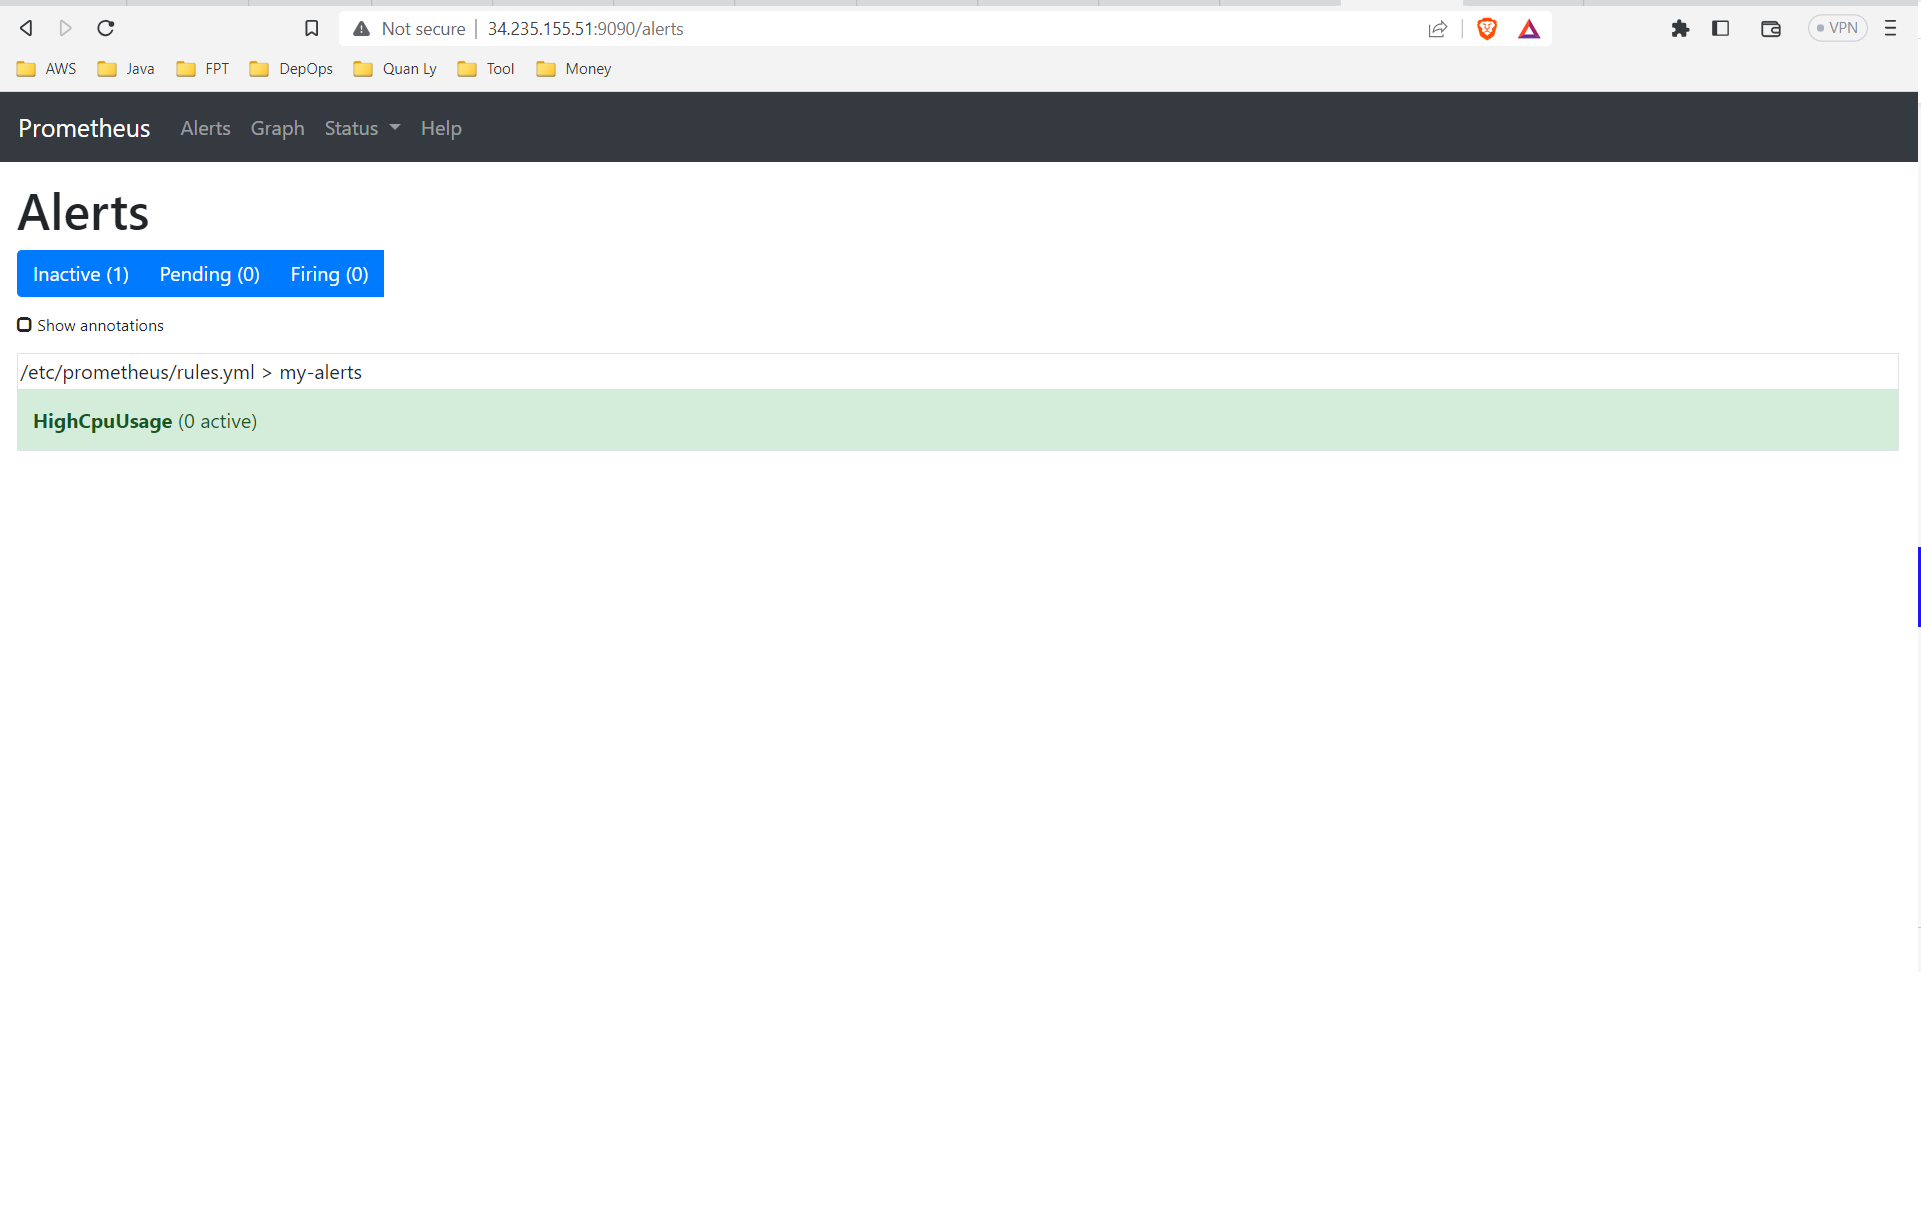 Not secure | 34.235.155.51:9090/alerts
VPN
AWS Java FPT DepOps Quan Ly Tool Money
Prometheus Alerts Graph Status Help
Alerts
Inactive (1) Pending (0) Firing (0)
Show annotations
/etc/prometheus/rules.yml > my-alerts
HighCpuUsage (0 active)